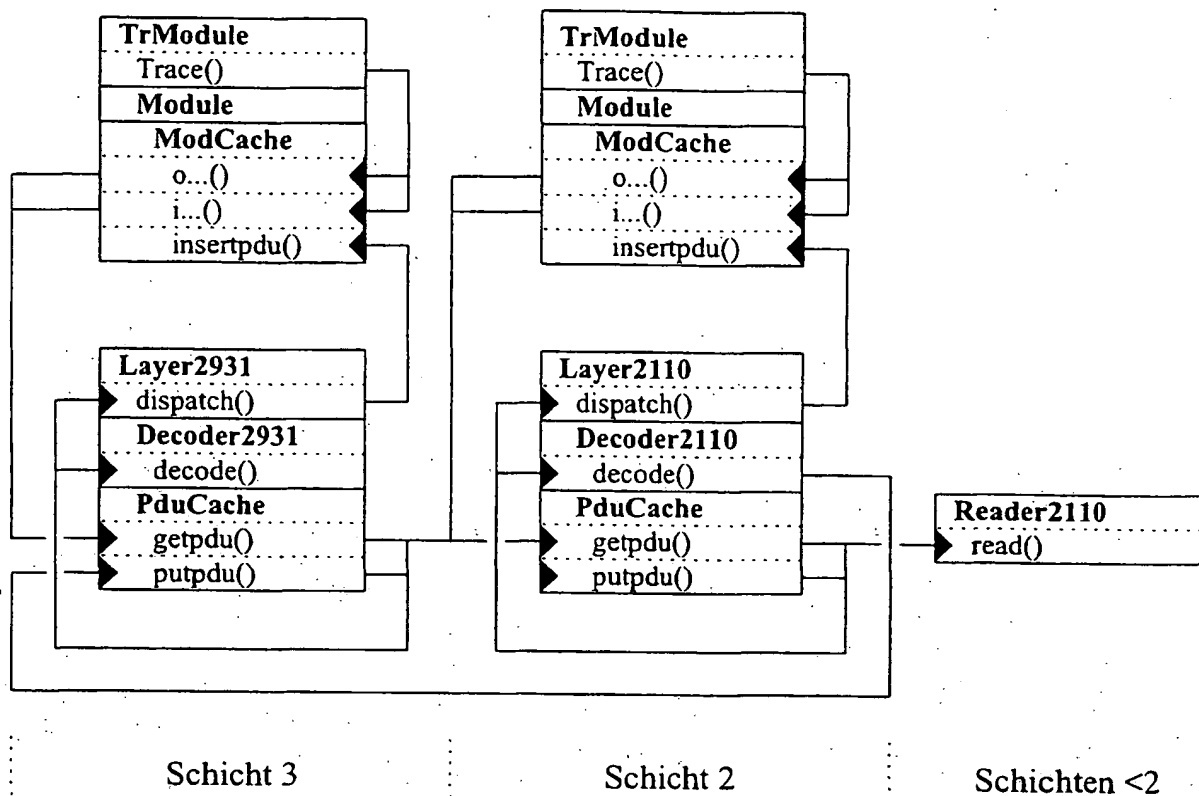 TrModule
Trace()
Module
ModCache
o...()
i...()
insertpdu()
Layer2931
dispatch()
Decoder2931
decode()
PduCache
getpdu()
putpdu()
TrModule
Trace()
Module
ModCache
o...()
i...()
insertpdu()
Layer2110
dispatch()
Decoder2110
decode()
PduCache
getpdu()
putpdu()
Reader2110
read()
Schicht 3
Schicht 2
Schichten <2